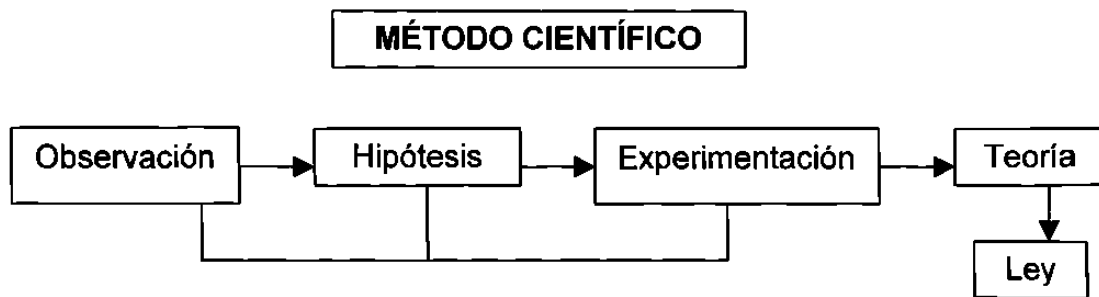 MÉTODO CIENTÍFICO
Observación
Hipótesis
Experimentación
Teoría
Ley